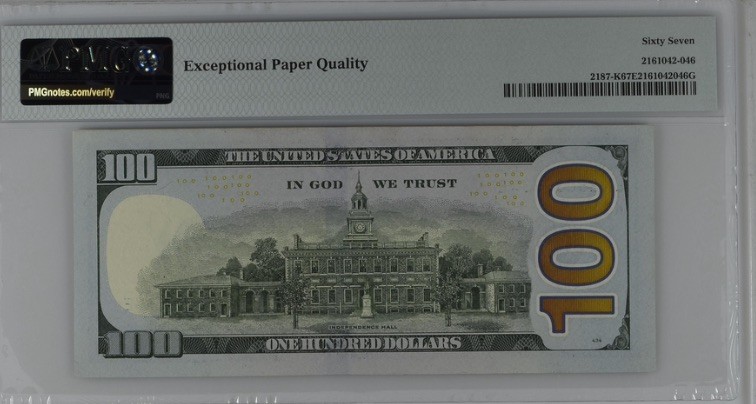 PMG
PMGnotes.com/verify
PMG
Exceptional Paper Quality
Sixty Seven
2161042-046
2187-K67E2161042046G
100
THE UNITED STATES OF AMERICA
IN GOD WE TRUST
100
INDEPENDENCE HALL
100
ONE HUNDRED DOLLARS